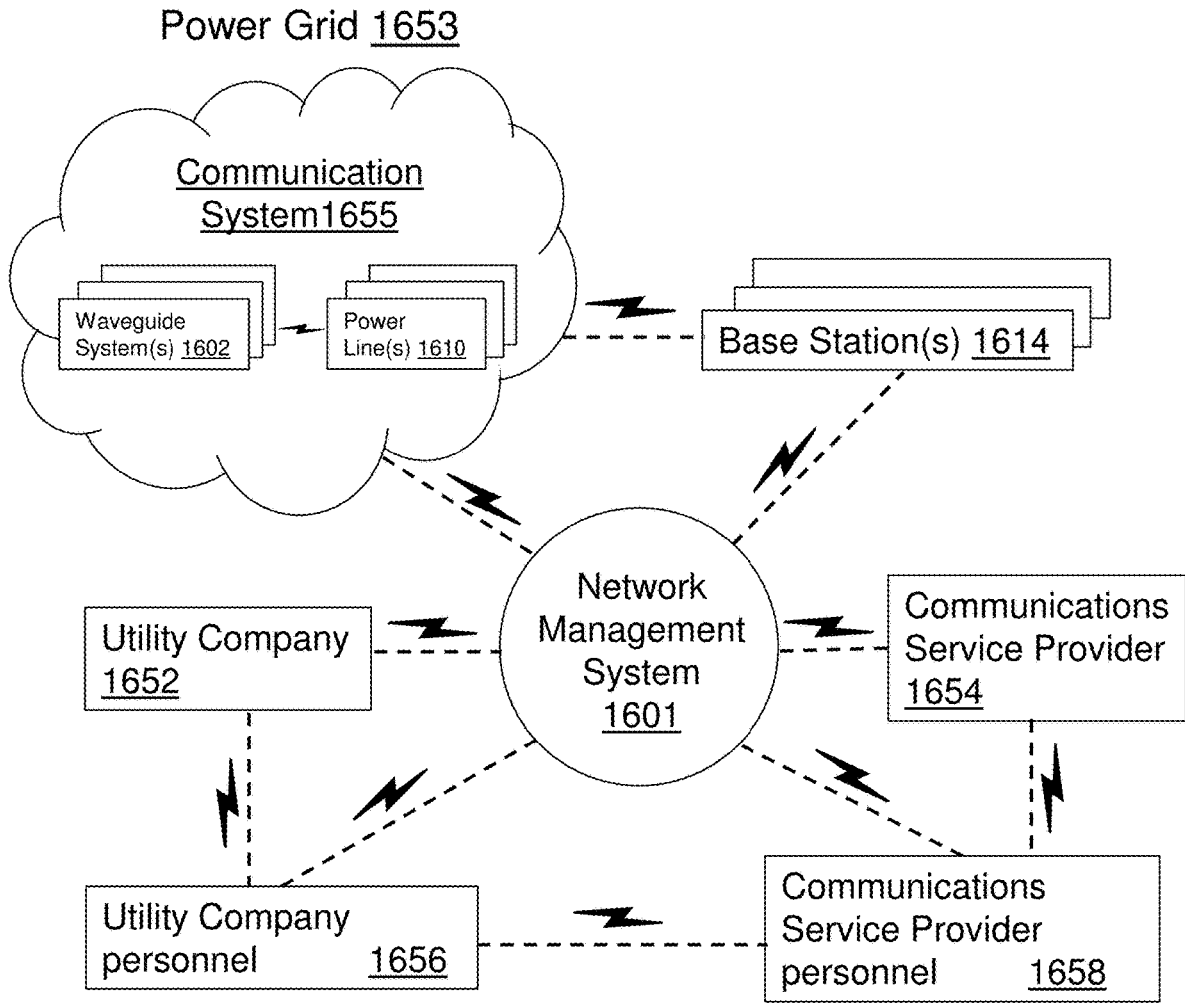 Power Grid 1653
Communication
System1655
Waveguide
System(s) 1602
Power
Line(s) 1610
Base Station(s) 1614
Network
Management
System
1601
Utility Company
1652
Communications
Service Provider
1654
Utility Company
personnel 1656
Communications
Service Provider
personnel 1658